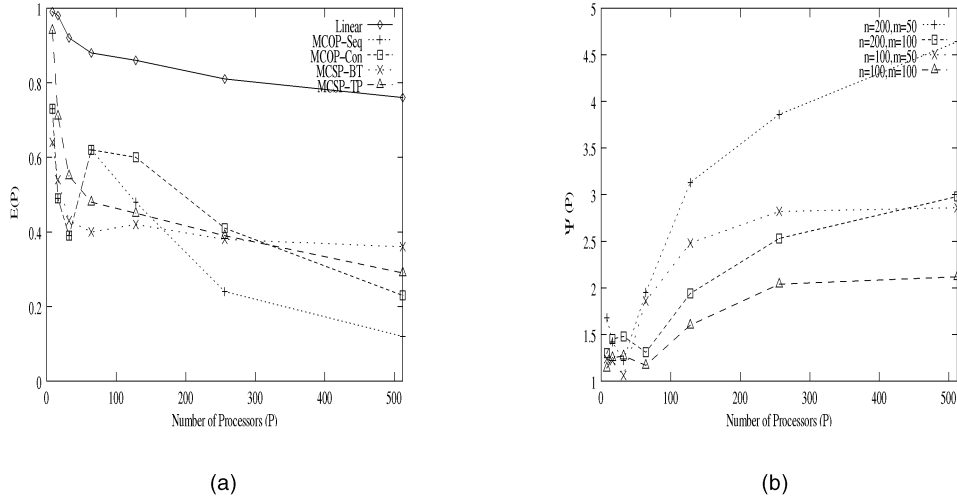 1
0.8
0.6
0.4
0.2
0
E(P)
0
100
200
300
400
500
Number of Processors (P)
Linear
MCOP-Seq
MCOP-Con
MCSP-BT
MCSP-TP
(a)
5
4.5
4
3.5
3
2.5
2
1.5
1
Ψ (P)
0
100
200
300
400
500
Number of Processors (P)
n=200,m=50
n=200,m=100
n=100,m=50
n=100,m=100
(b)